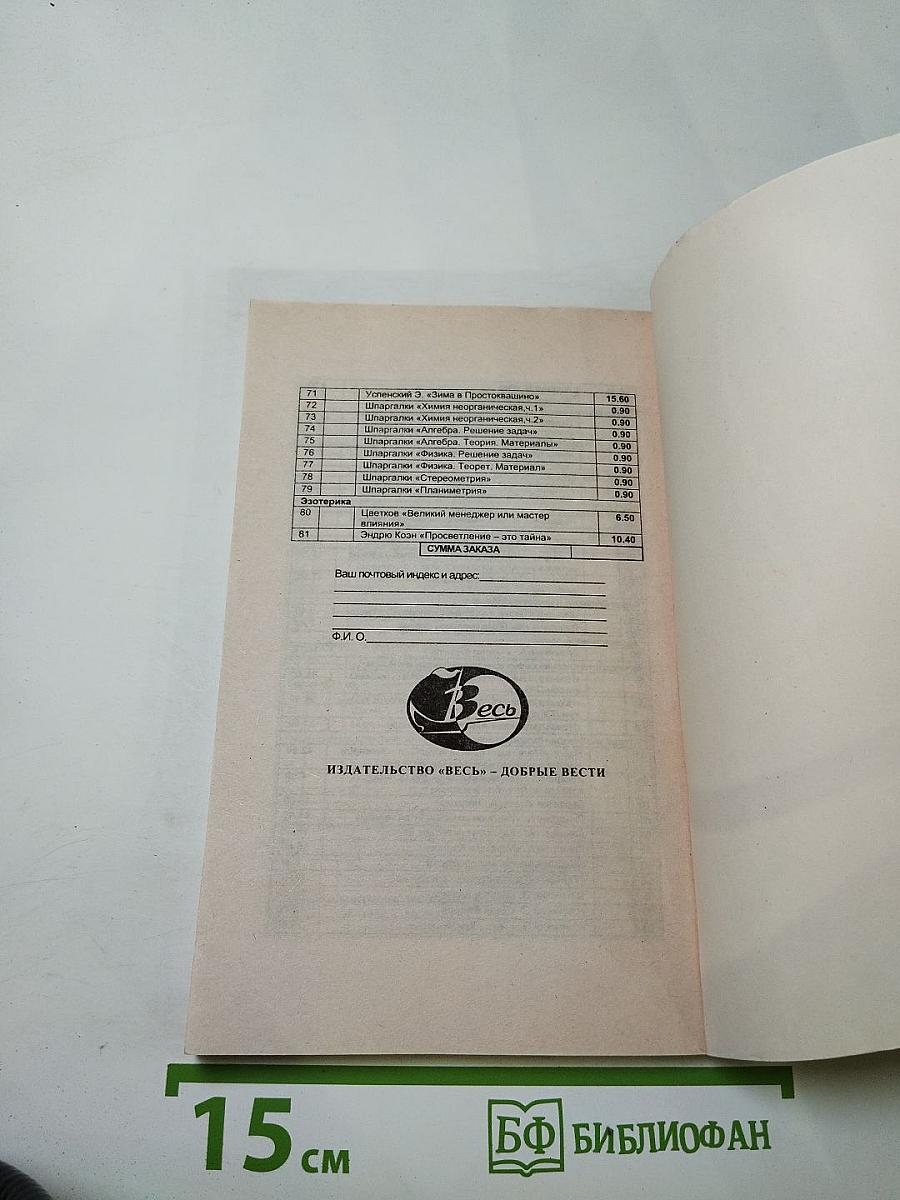 71 Успенский Э. «Зима в Простоквашино» 15.60
72 Шпаргалки «Химия неорганическая,ч.1» 0.90
73 Шпаргалки «Химия неорганическая,ч.2» 0.90
74 Шпаргалки «Алгебра. Решение задач» 0.90
75 Шпаргалки «Алгебра. Теория. Материалы» 0.90
76 Шпаргалки «Физика. Решение задач» 0.90
77 Шпаргалки «Физика. Теорет. Материал» 0.90
78 Шпаргалки «Стереометрия» 0.90
79 Шпаргалки «Планиметрия» 0.90
Эзотерика
80 Цветков «Великий менеджер или мастер 6.50
влияния»
81 Эндрю Коэн «Просветление – это тайна» 10.40
СУММА ЗАКАЗА
Ваш почтовый индекс и адрес:
Ф.И. О.
Весь
ИЗДАТЕЛЬСТВО «ВЕСЬ» – ДОБРЫЕ ВЕСТИ
15 см
БФ БИБЛИОФАН